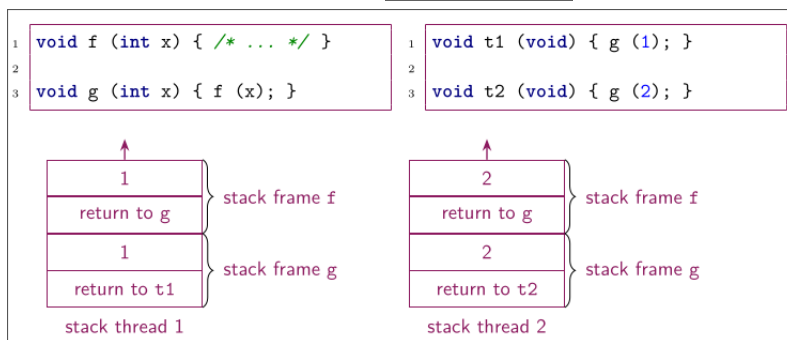 1 void f (int x) { /* ... */ }
2
3 void g (int x) { f (x); }
1 void t1 (void) { g (1); }
2
3 void t2 (void) { g (2); }
1
return to g
stack frame f
1
return to t1
stack frame g
stack thread 1
2
return to g
stack frame f
2
return to t2
stack frame g
stack thread 2